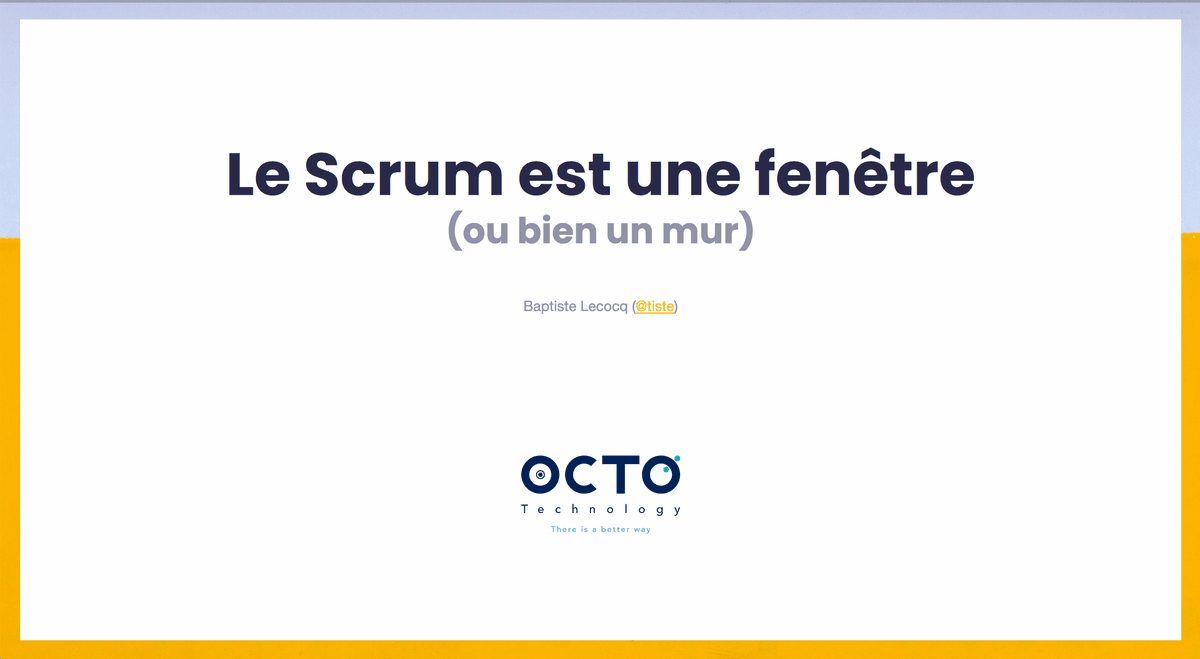 Le Scrum est une fenêtre
(ou bien un mur)
Baptiste Lecocq (@tiste)
OCTO
Technology
There is a better way